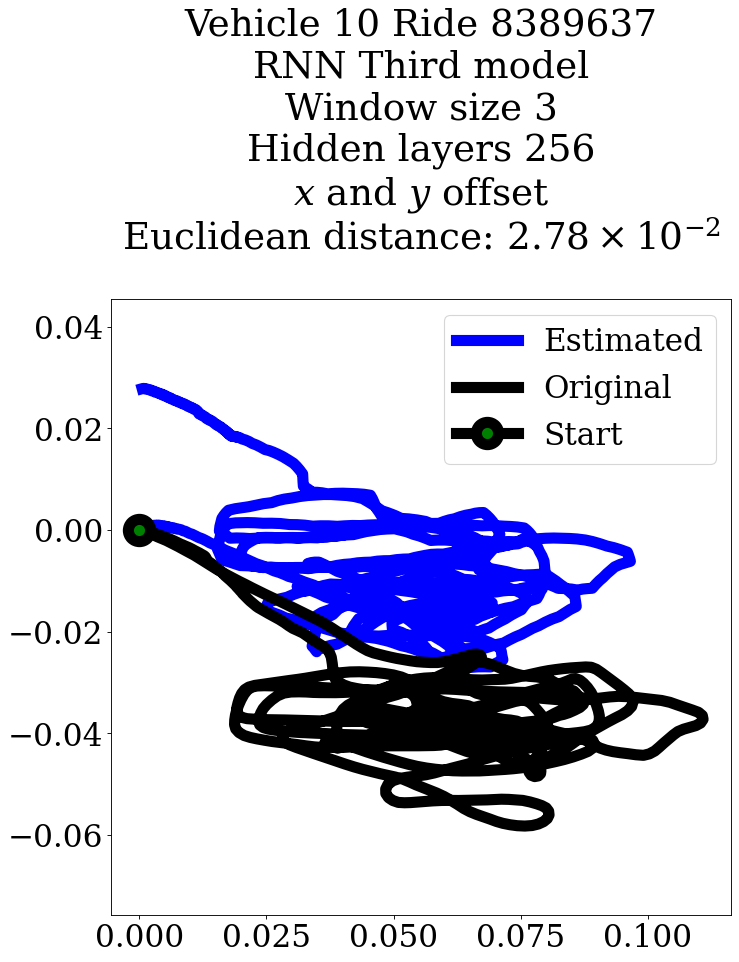 Vehicle 10 Ride 8389637
RNN Third model
Window size 3
Hidden layers 256
x and y offset
Euclidean distance: 2.78 × 10⁻²
Estimated
Original
Start
0.04
0.02
0.00
−0.02
−0.04
−0.06
0.000 0.025 0.050 0.075 0.100